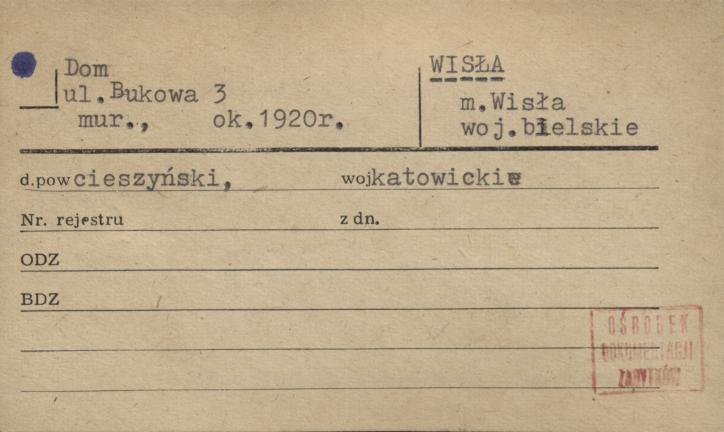 Dom
ul.Bukowa 3
mur., ok.1920r.
WISŁA
m.Wisła
woj.bielskie
d.pow cieszyński, woj katowickie
Nr. rejestru z dn.
ODZ
BDZ
OŚRODEK
DOKUMENTACJI
ZABYTKÓW